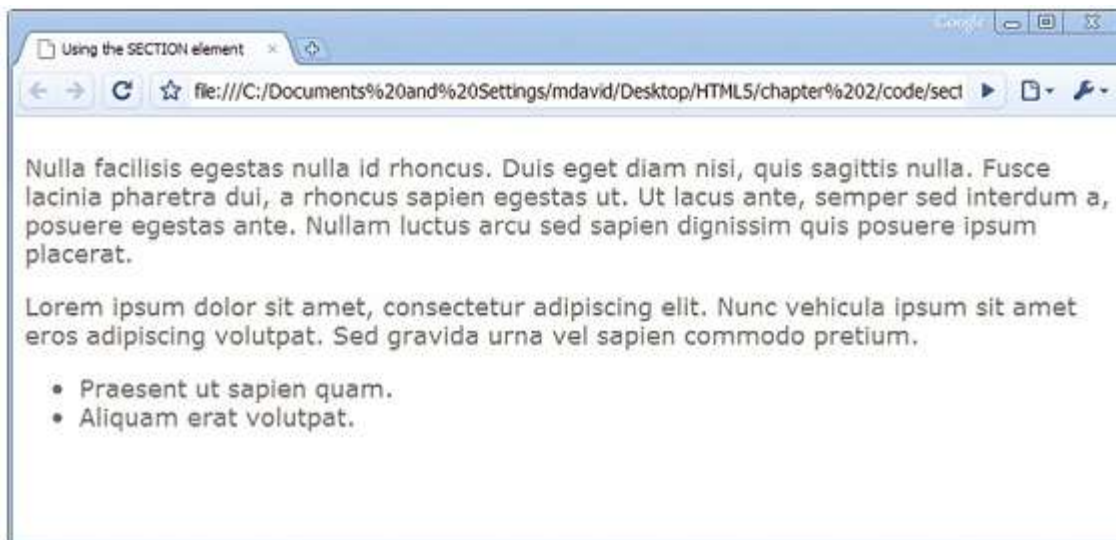 Google
Using the SECTION element
file:///C:/Documents%20and%20Settings/mdavid/Desktop/HTML5/chapter%202/code/sect
Nulla facilisis egestas nulla id rhoncus. Duis eget diam nisi, quis sagittis nulla. Fusce
lacinia pharetra dui, a rhoncus sapien egestas ut. Ut lacus ante, semper sed interdum a,
posuere egestas ante. Nullam luctus arcu sed sapien dignissim quis posuere ipsum
placerat.
Lorem ipsum dolor sit amet, consectetur adipiscing elit. Nunc vehicula ipsum sit amet
eros adipiscing volutpat. Sed gravida urna vel sapien commodo pretium.
• Praesent ut sapien quam.
• Aliquam erat volutpat.